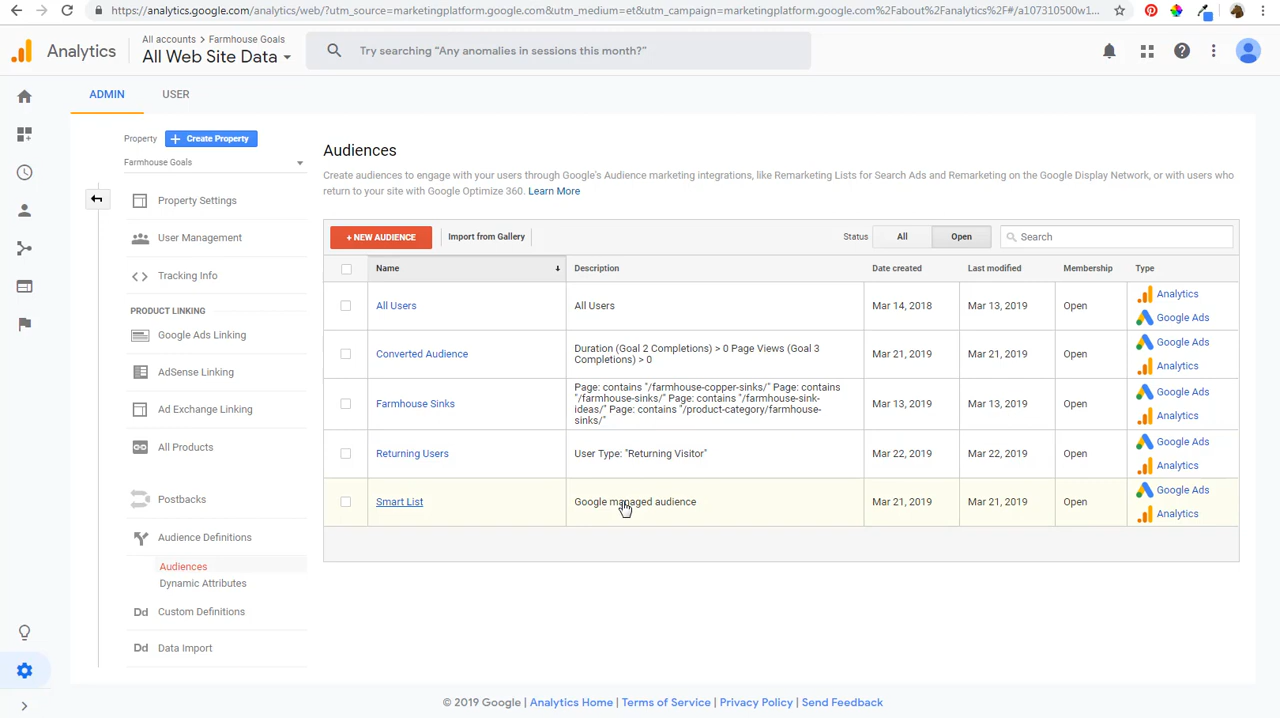 https://analytics.google.com/analytics/web/?utm_source=marketingplatform.google.com&utm_medium=et&utm_campaign=marketingplatform.google.com%2Fabout%2Fanalytics%2F#/a107310500w1...
Analytics
All accounts > Farmhouse Goals
All Web Site Data
Try searching “Any anomalies in sessions this month?”
ADMIN
USER
Property
+ Create Property
Farmhouse Goals
Property Settings
User Management
Tracking Info
PRODUCT LINKING
Google Ads Linking
AdSense Linking
Ad Exchange Linking
All Products
Postbacks
Audience Definitions
Audiences
Dynamic Attributes
Dd Custom Definitions
Dd Data Import
Audiences
Create audiences to engage with your users through Google's Audience marketing integrations, like Remarketing Lists for Search Ads and Remarketing on the Google Display Network, or with users who
return to your site with Google Optimize 360. Learn More
+ NEW AUDIENCE
Import from Gallery
Status
All
Open
Search
Name
Description
Date created
Last modified
Membership
Type
All Users
All Users
Mar 14, 2018
Mar 13, 2019
Open
Analytics
Google Ads
Converted Audience
Duration (Goal 2 Completions) > 0 Page Views (Goal 3
Completions) > 0
Mar 21, 2019
Mar 21, 2019
Open
Google Ads
Analytics
Farmhouse Sinks
Page: contains "/farmhouse-copper-sinks/" Page: contains
"/farmhouse-sinks/" Page: contains "/farmhouse-sink-
ideas/" Page: contains "/product-category/farmhouse-
sinks/"
Mar 13, 2019
Mar 13, 2019
Open
Google Ads
Analytics
Returning Users
User Type: "Returning Visitor"
Mar 22, 2019
Mar 22, 2019
Open
Google Ads
Analytics
Smart List
Google managed audience
Mar 21, 2019
Mar 21, 2019
Open
Google Ads
Analytics
© 2019 Google | Analytics Home | Terms of Service | Privacy Policy | Send Feedback